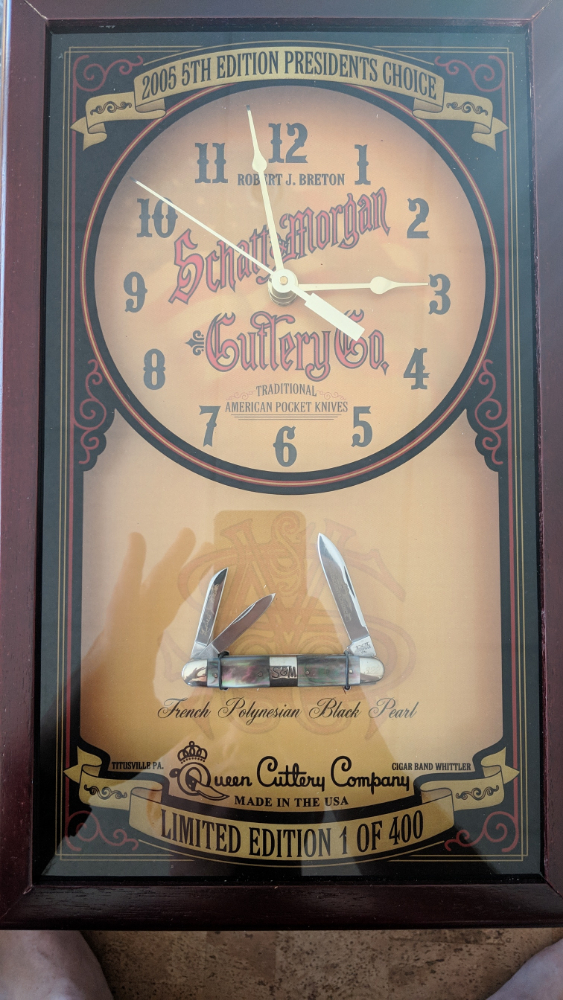 2005 5TH EDITION PRESIDENTS CHOICE
11 12 1
ROBERT J. BRETON
10 2
Schatt & Morgan
9 3
Cutlery Co.
8 4
TRADITIONAL
AMERICAN POCKET KNIVES
7 6 5
S&M
French Polynesian Black Pearl
TITUSVILLE PA.
Queen Cutlery Company
CIGAR BAND WHITTLER
MADE IN THE USA
LIMITED EDITION 1 OF 400